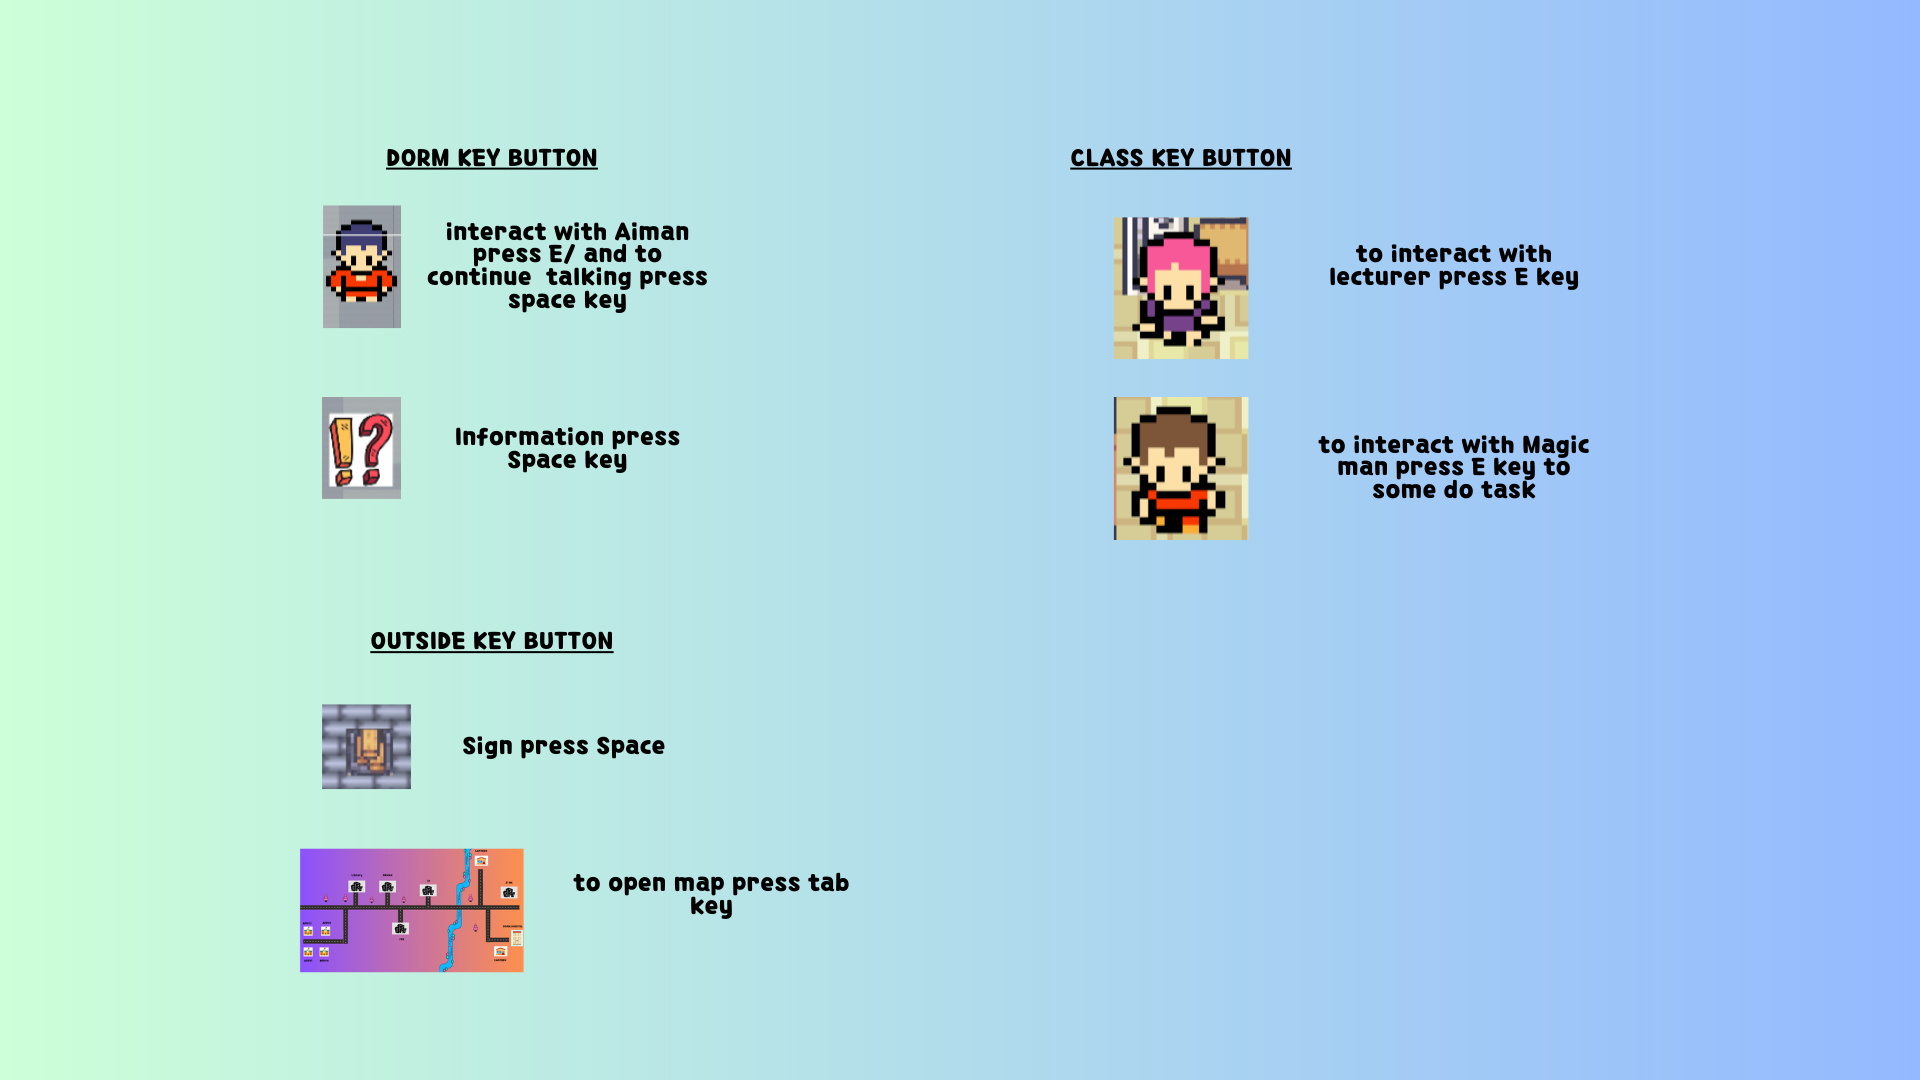 DORM KEY BUTTON
interact with Aiman
press E/ and to
continue  talking press
space key
Information press
Space key
OUTSIDE KEY BUTTON
Sign press Space
to open map press tab
key
CLASS KEY BUTTON
to interact with
lecturer press E key
to interact with Magic
man press E key to
some do task